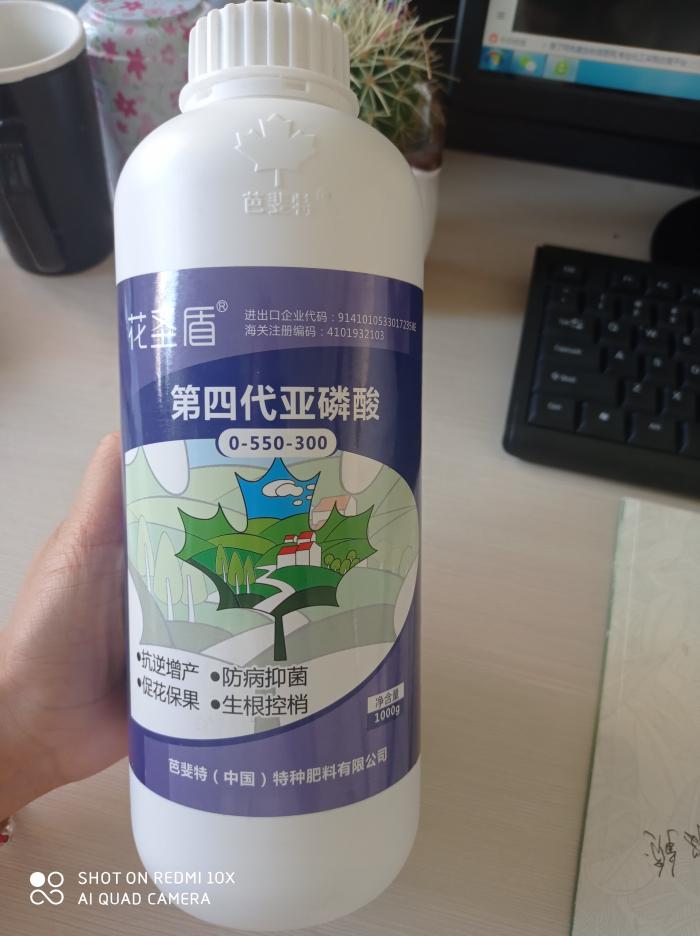 芭斐特
花圣盾®
进出口企业代码：91410105330172359E
海关注册编码：4101932103
第四代亚磷酸
0-550-300
•抗逆增产 •防病抑菌
•促花保果 •生根控梢
净含量
1000g
芭斐特（中国）特种肥料有限公司
SHOT ON REDMI 10X
AI QUAD CAMERA